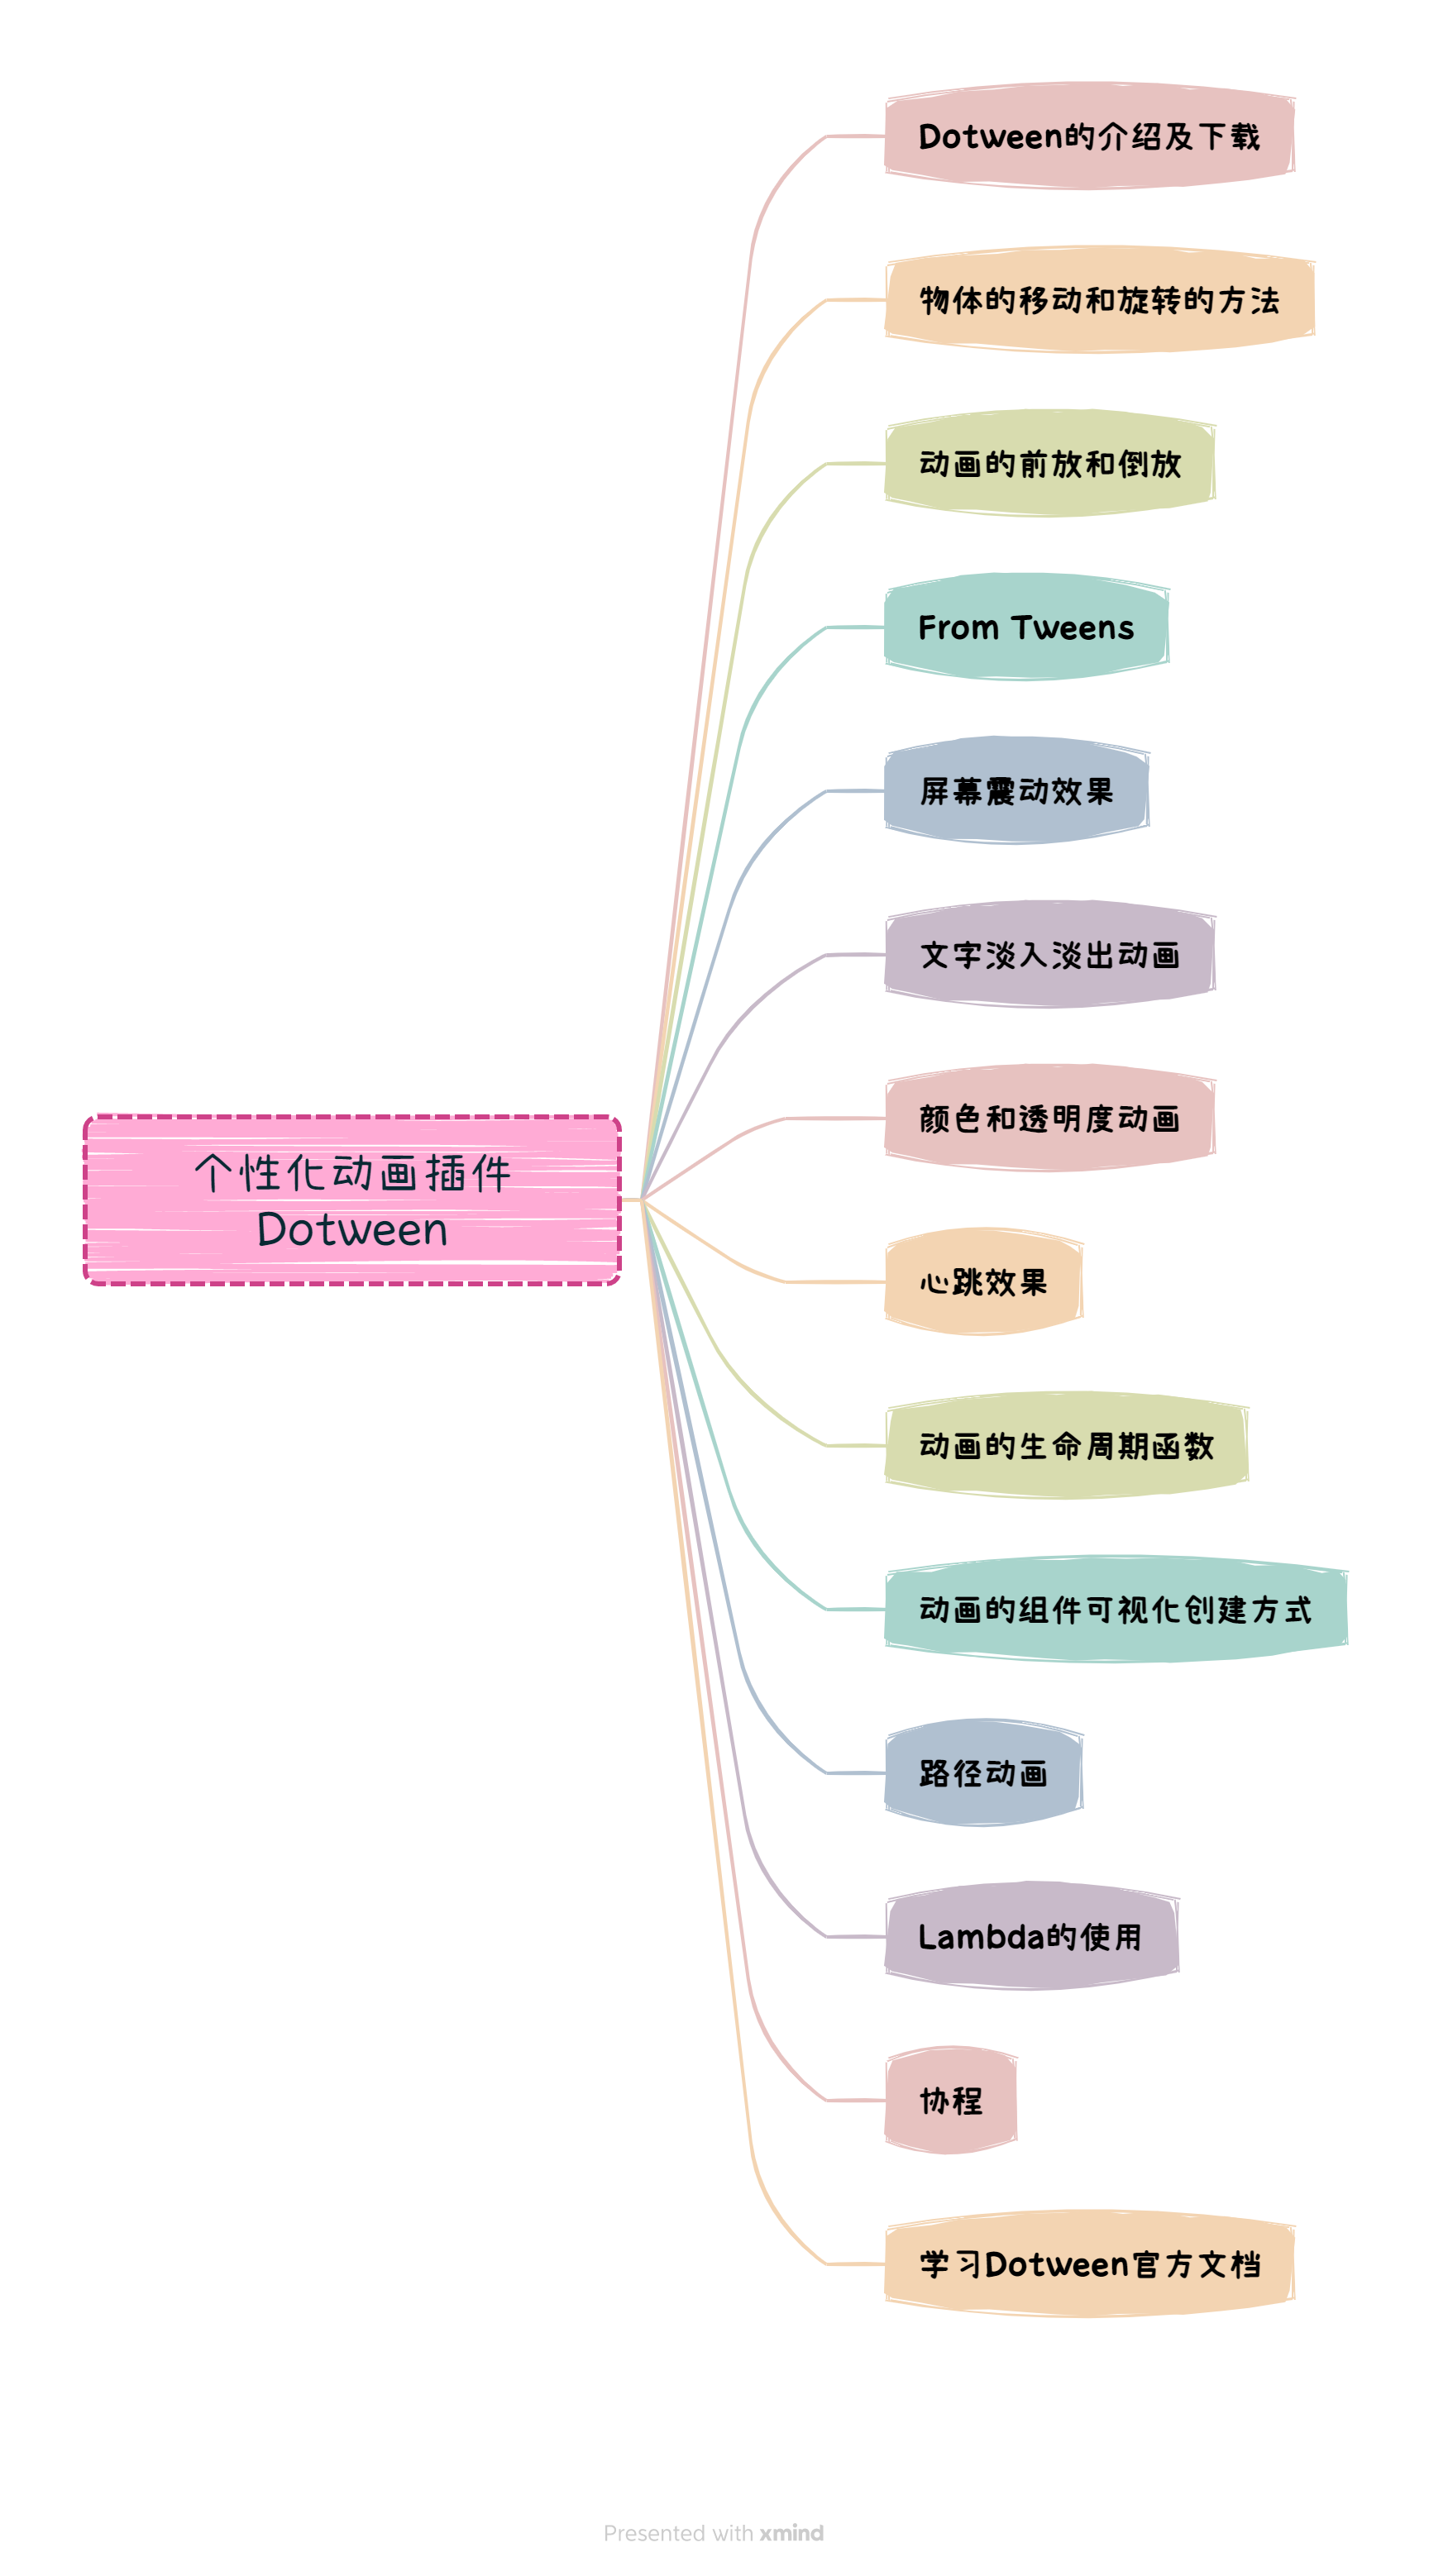 Dotween的介绍及下载
物体的移动和旋转的方法
动画的前放和倒放
From Tweens
屏幕震动效果
文字淡入淡出动画
颜色和透明度动画
个性化动画插件
Dotween
心跳效果
动画的生命周期函数
动画的组件可视化创建方式
路径动画
Lambda的使用
协程
学习Dotween官方文档
Presented with xmind